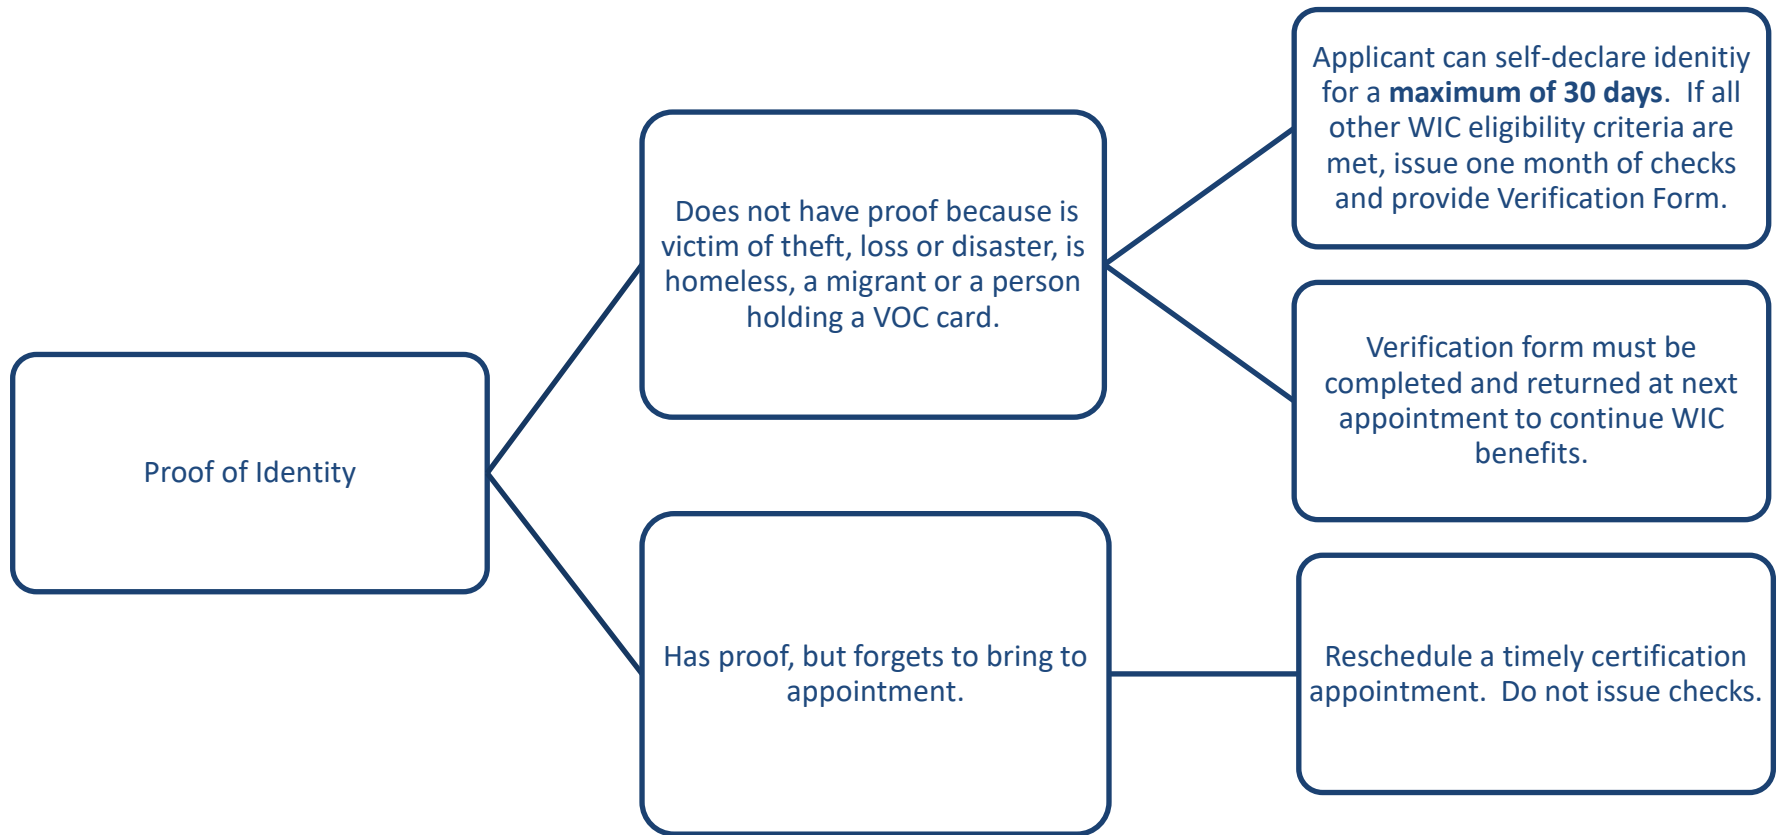 Proof of Identity
Does not have proof because is
victim of theft, loss or disaster, is
homeless, a migrant or a person
holding a VOC card.
Applicant can self-declare idenitiy
for a maximum of 30 days.  If all
other WIC eligibility criteria are
met, issue one month of checks
and provide Verification Form.
Verification form must be
completed and returned at next
appointment to continue WIC
benefits.
Has proof, but forgets to bring to
appointment.
Reschedule a timely certification
appointment.  Do not issue checks.